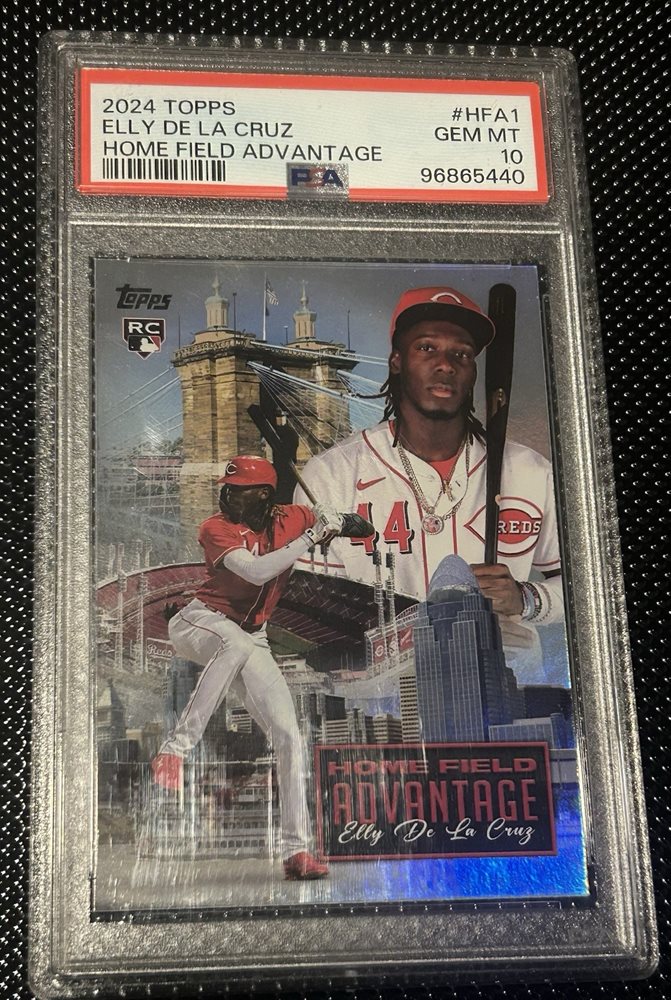 2024 TOPPS #HFA1
ELLY DE LA CRUZ GEM MT
HOME FIELD ADVANTAGE 10
PSA 96865440
Topps
RC
C
44 REDS
C
Reds
HOME FIELD
ADVANTAGE
Elly De La Cruz